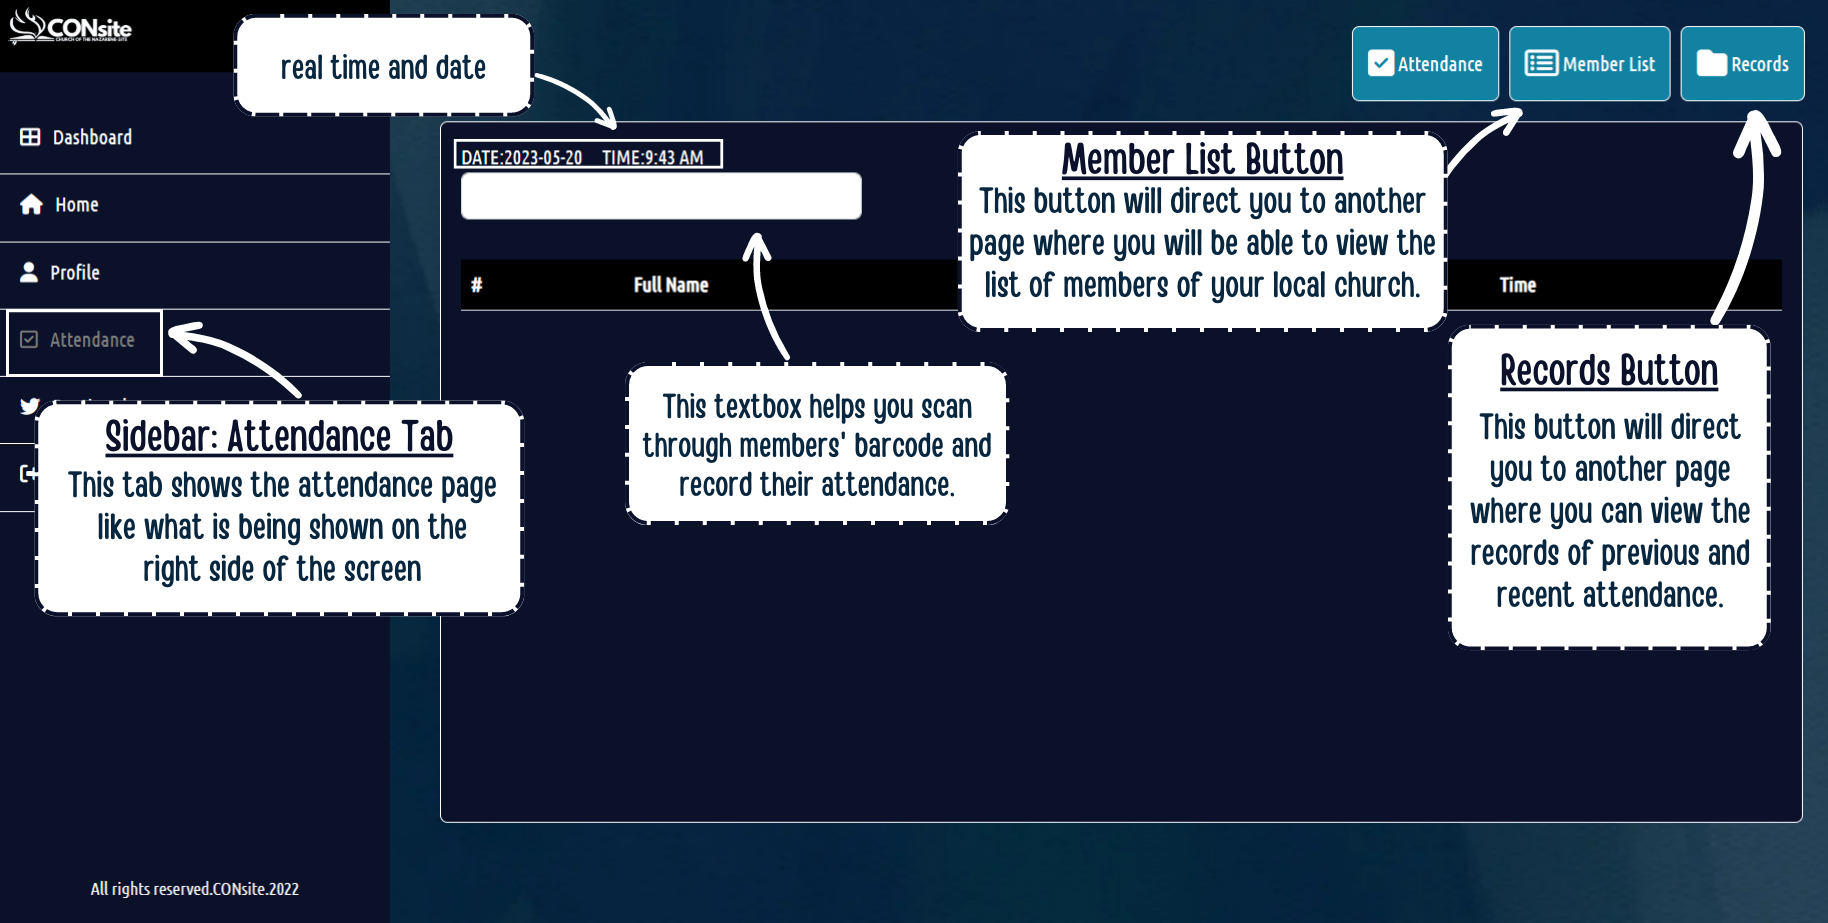 CONsite
CHURCH OF THE NAZARENE-SITE
real time and date
Attendance
Member List
Records
Dashboard
Home
Profile
Attendance
DATE:2023-05-20 TIME:9:43 AM
# Full Name Time
Member List Button
This button will direct you to another
page where you will be able to view the
list of members of your local church.
Sidebar: Attendance Tab
This tab shows the attendance page
like what is being shown on the
right side of the screen
This textbox helps you scan
through members' barcode and
record their attendance.
Records Button
This button will direct
you to another page
where you can view the
records of previous and
recent attendance.
All rights reserved.CONsite.2022